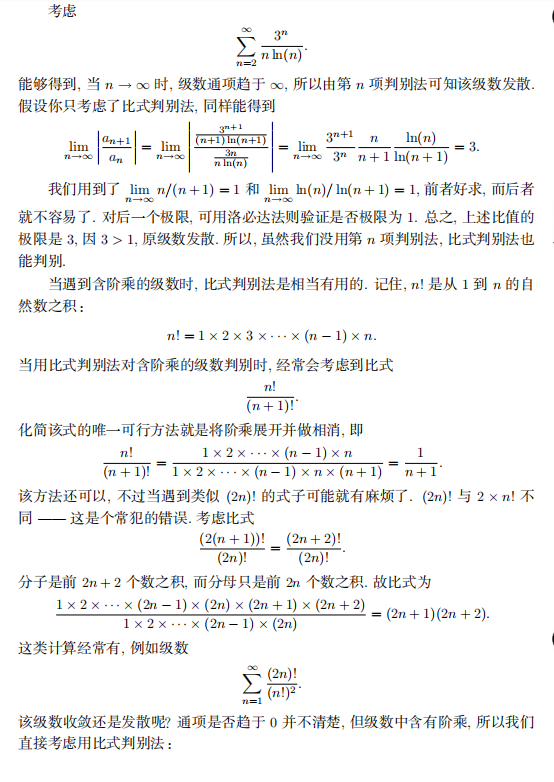 考虑
$$\sum_{n=2}^{\infty} \frac{3^n}{n\ln(n)}.$$
能够得到, 当 $n \to \infty$ 时, 级数通项趋于 $\infty$, 所以由第 $n$ 项判别法可知该级数发散.
假设你只考虑了比式判别法, 同样能得到
$$\lim_{n\to\infty}\left|\frac{a_{n+1}}{a_n}\right| = \lim_{n\to\infty}\left|\frac{\frac{3^{n+1}}{(n+1)\ln(n+1)}}{\frac{3n}{n\ln(n)}}\right| = \lim_{n\to\infty}\frac{3^{n+1}}{3^n}\frac{n}{n+1}\frac{\ln(n)}{\ln(n+1)} = 3.$$
我们用到了 $\lim_{n\to\infty} n/(n+1) = 1$ 和 $\lim_{n\to\infty} \ln(n)/\ln(n+1) = 1$, 前者好求, 而后者
就不容易了. 对后一个极限, 可用洛必达法则验证是否极限为 1. 总之, 上述比值的
极限是 3, 因 $3 > 1$, 原级数发散. 所以, 虽然我们没用第 $n$ 项判别法, 比式判别法也
能判别.
当遇到含阶乘的级数时, 比式判别法是相当有用的. 记住, $n!$ 是从 1 到 $n$ 的自
然数之积：
$$n! = 1 \times 2 \times 3 \times \cdots \times (n-1) \times n.$$
当用比式判别法对含阶乘的级数判别时, 经常会考虑到比式
$$\frac{n!}{(n+1)!}.$$
化简该式的唯一可行方法就是将阶乘展开并做相消, 即
$$\frac{n!}{(n+1)!} = \frac{1 \times 2 \times \cdots \times (n-1) \times n}{1 \times 2 \times \cdots \times (n-1) \times n \times (n+1)} = \frac{1}{n+1}.$$
该方法还可以, 不过当遇到类似 $(2n)!$ 的式子可能就有麻烦了. $(2n)!$ 与 $2 \times n!$ 不
同 —— 这是个常犯的错误. 考虑比式
$$\frac{(2(n+1))!}{(2n)!} = \frac{(2n+2)!}{(2n)!}.$$
分子是前 $2n+2$ 个数之积, 而分母只是前 $2n$ 个数之积. 故比式为
$$\frac{1 \times 2 \times \cdots \times (2n-1) \times (2n) \times (2n+1) \times (2n+2)}{1 \times 2 \times \cdots \times (2n-1) \times (2n)} = (2n+1)(2n+2).$$
这类计算经常有, 例如级数
$$\sum_{n=1}^{\infty} \frac{(2n)!}{(n!)^2}.$$
该级数收敛还是发散呢? 通项是否趋于 0 并不清楚, 但级数中含有阶乘, 所以我们
直接考虑用比式判别法：